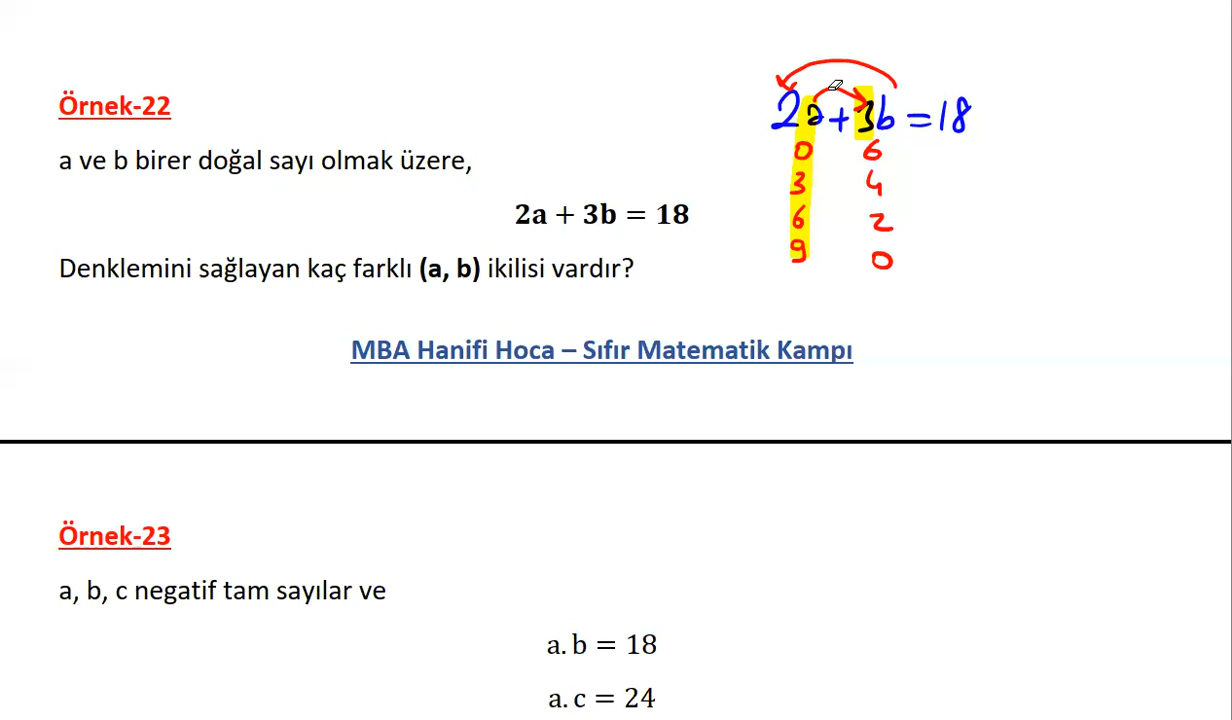 Örnek-22
2a+3b=18
a ve b birer doğal sayı olmak üzere,
0 6
3 4
2a + 3b = 18
6 2
9 0
Denklemini sağlayan kaç farklı (a, b) ikilisi vardır?
MBA Hanifi Hoca – Sıfır Matematik Kampı
Örnek-23
a, b, c negatif tam sayılar ve
a. b = 18
a. c = 24